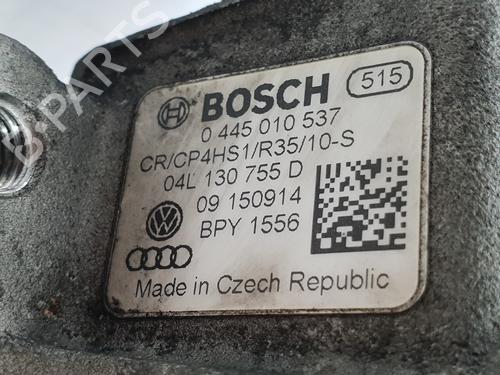 B-PARTS
BOSCH 515
0 445 010 537
CR/CP4HS1/R35/10-S
04L 130 755 D
09 150914
BPY 1556
Made in Czech Republic